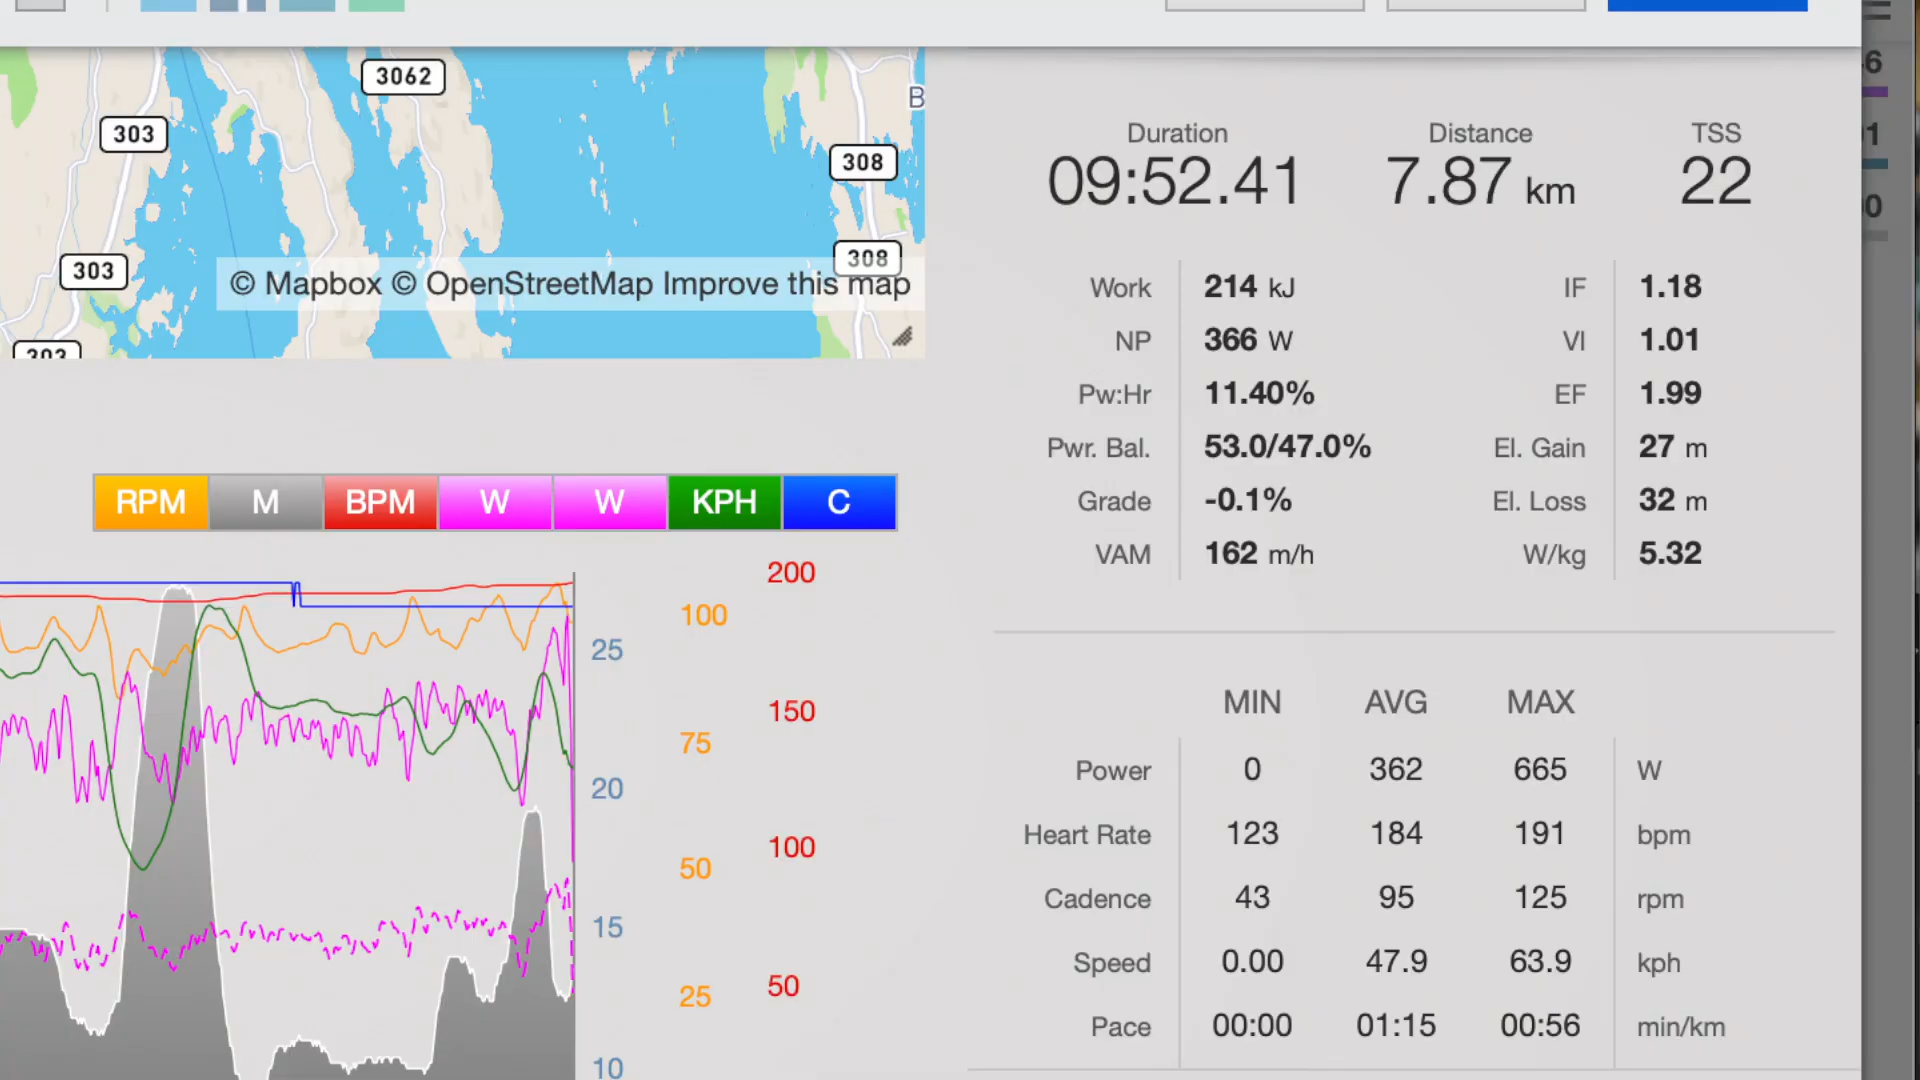 3062
B
303
308
308
303
© Mapbox © OpenStreetMap Improve this map
303
RPM M BPM W W KPH C
200
100
25
150
75
20
100
50
15
50
25
10
Duration Distance TSS
09:52.41 7.87 km 22
Work 214 kJ IF 1.18
NP 366 W VI 1.01
Pw:Hr 11.40% EF 1.99
Pwr. Bal. 53.0/47.0% El. Gain 27 m
Grade -0.1% El. Loss 32 m
VAM 162 m/h W/kg 5.32
MIN AVG MAX
Power 0 362 665 W
Heart Rate 123 184 191 bpm
Cadence 43 95 125 rpm
Speed 0.00 47.9 63.9 kph
Pace 00:00 01:15 00:56 min/km